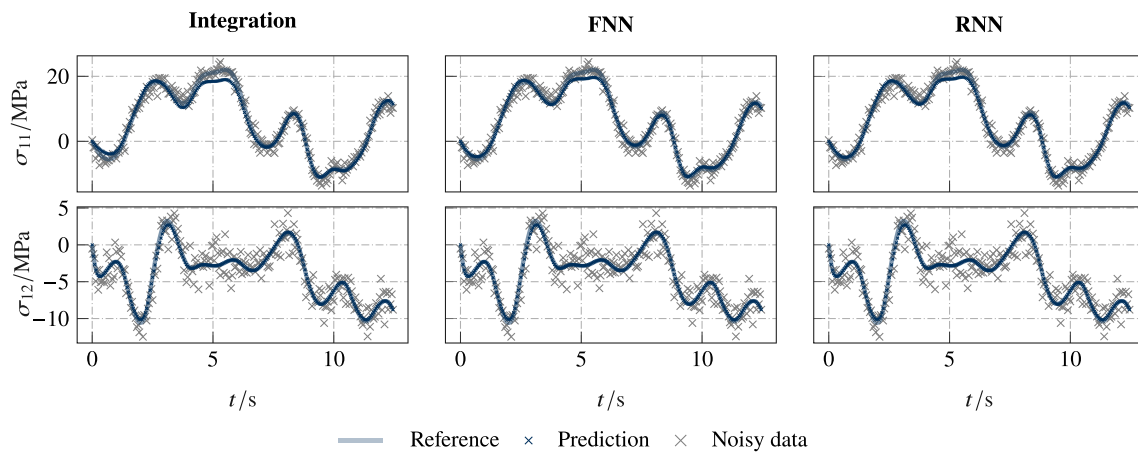 Integration FNN RNN
σ11/MPa
20
0
σ12/MPa
5
0
−5
−10
0 5 10 0 5 10 0 5 10
t/s t/s t/s
Reference Prediction Noisy data